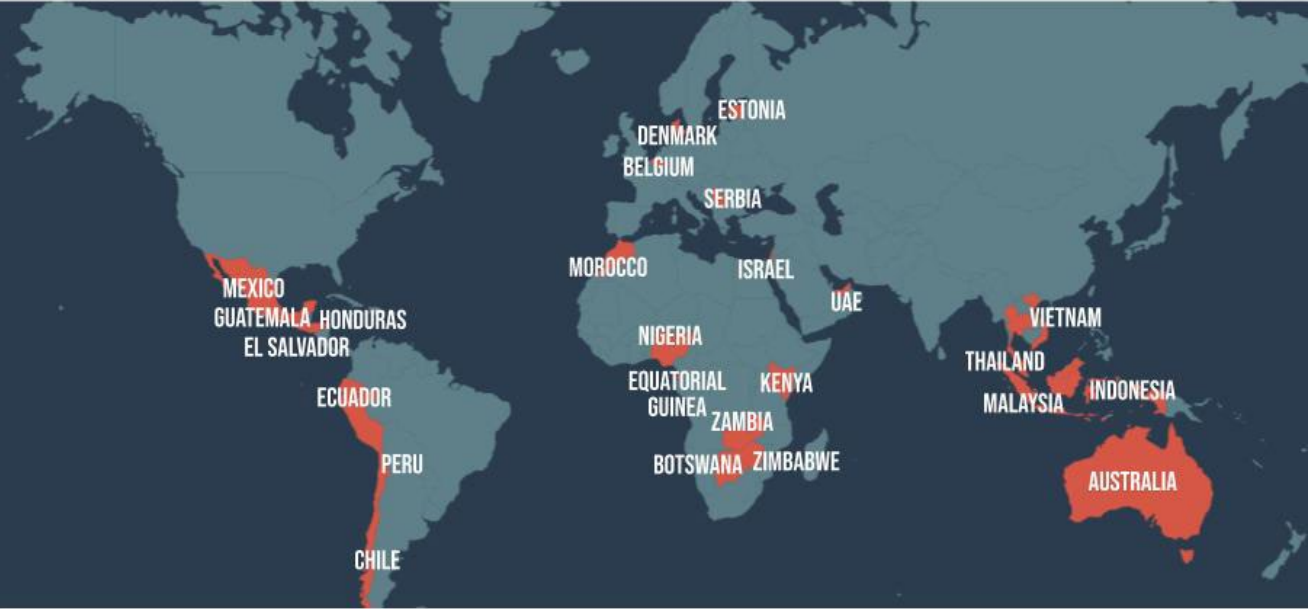 ESTONIA
DENMARK
BELGIUM
SERBIA
MOROCCO
ISRAEL
MEXICO
UAE
GUATEMALA
HONDURAS
VIETNAM
EL SALVADOR
NIGERIA
THAILAND
EQUATORIAL
GUINEA
KENYA
INDONESIA
ECUADOR
MALAYSIA
ZAMBIA
PERU
BOTSWANA
ZIMBABWE
AUSTRALIA
CHILE